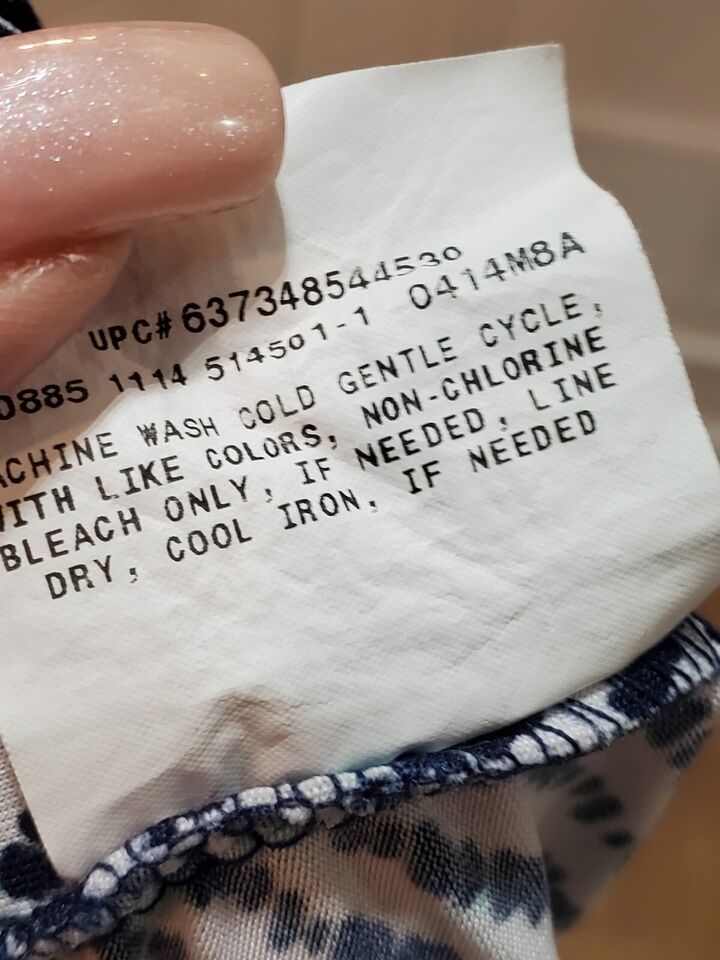 UPC# 637348544530
0885 1114 514501-1 0414M8A
ACHINE WASH COLD GENTLE CYCLE,
WITH LIKE COLORS, NON-CHLORINE
BLEACH ONLY, IF NEEDED, LINE
DRY, COOL IRON, IF NEEDED